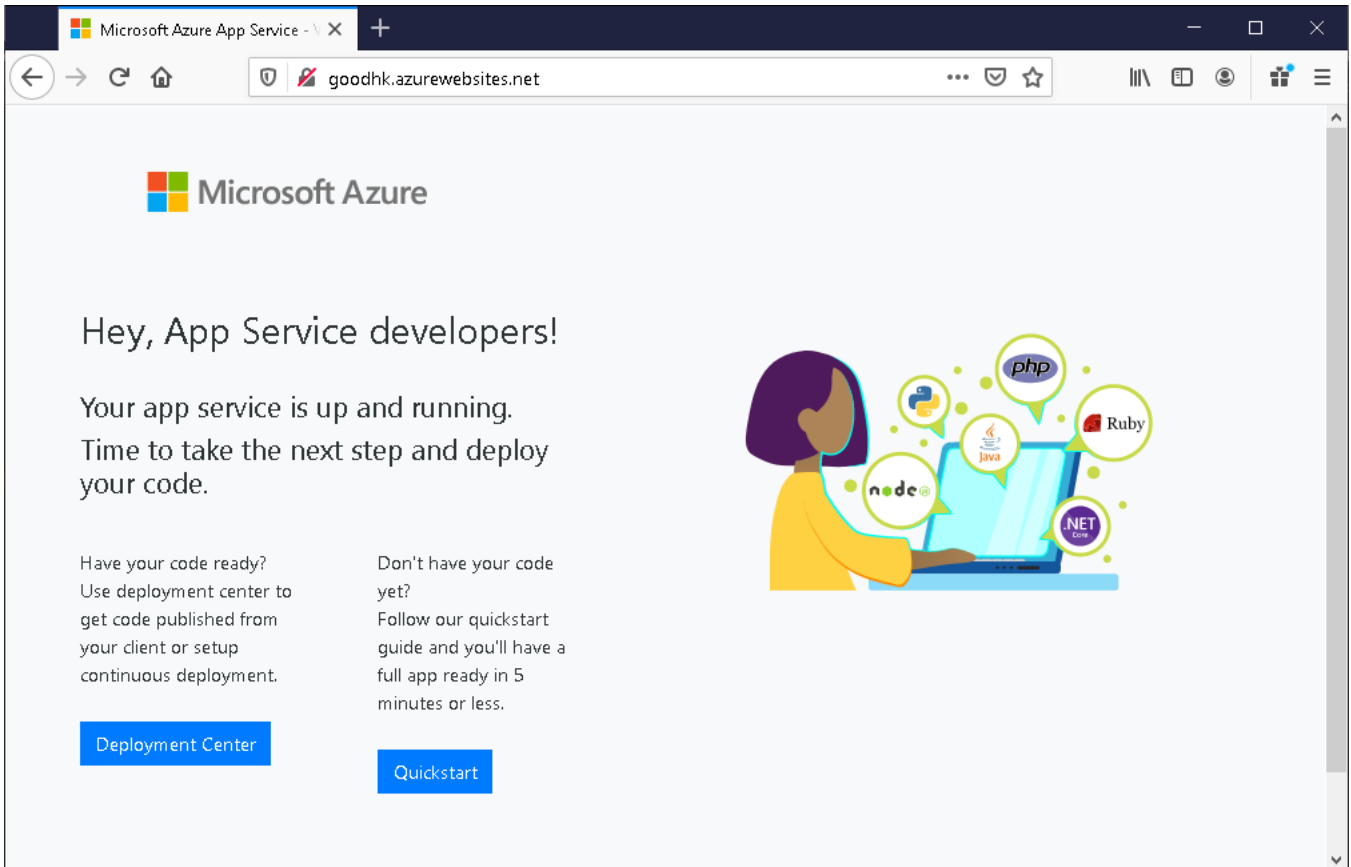 Microsoft Azure App Service -
goodhk.azurewebsites.net
Microsoft Azure
Hey, App Service developers!
Your app service is up and running.
Time to take the next step and deploy
your code.
Have your code ready?
Use deployment center to
get code published from
your client or setup
continuous deployment.
Deployment Center
Don't have your code
yet?
Follow our quickstart
guide and you'll have a
full app ready in 5
minutes or less.
Quickstart
php
Ruby
Java
node
.NET
Core